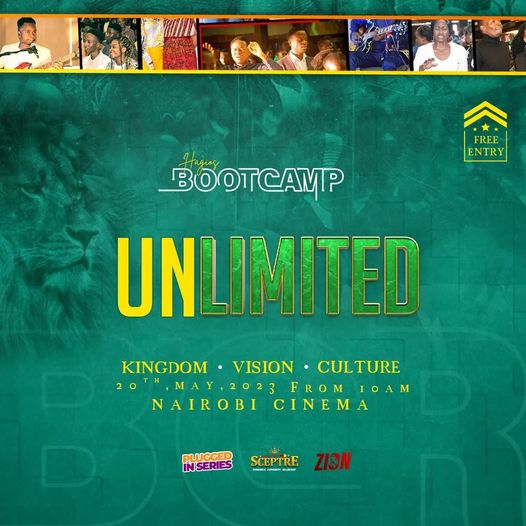 FREE
ENTRY
Hagios
BOOTCAMP
UNLIMITED
KINGDOM • VISION • CULTURE
20TH, MAY, 2023 FROM 10AM
NAIROBI CINEMA
PLUGGED
IN SERIES
SCEPTRE
ZION